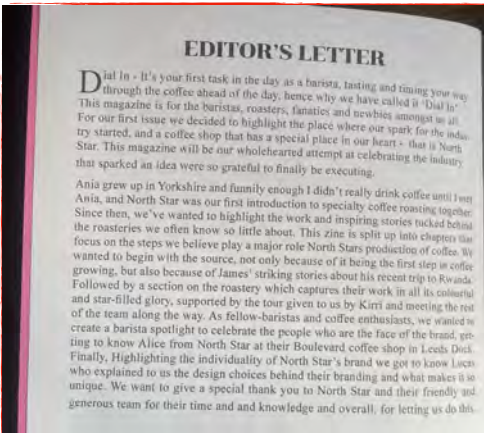 EDITOR'S LETTER
Dial In - It's your first task in the day as a barista, tasting and timing your way
through the coffee ahead of the day, hence why we have called it 'Dial In'.
This magazine is for the baristas, roasters, fanatics and newbies amongst us all.
For our first issue we decided to highlight the place where our spark for the indus-
try started, and a coffee shop that has a special place in our heart - that is North
Star. This magazine will be our wholehearted attempt at celebrating the industry
that sparked an idea were so grateful to finally be executing.
Ania grew up in Yorkshire and funnily enough I didn't really drink coffee until I met
Ania, and North Star was our first introduction to specialty coffee roasting together.
Since then, we've wanted to highlight the work and inspiring stories tucked behind
the roasteries we often know so little about. This zine is split up into chapters that
focus on the steps we believe play a major role North Stars production of coffee. We
wanted to begin with the source, not only because of it being the first step in coffee
growing, but also because of James' striking stories about his recent trip to Rwanda.
Followed by a section on the roastery which captures their work in all its colourful
and star-filled glory, supported by the tour given to us by Kirri and meeting the rest
of the team along the way. As fellow-baristas and coffee enthusiasts, we wanted to
create a barista spotlight to celebrate the people who are the face of the brand, get-
ting to know Alice from North Star at their Boulevard coffee shop in Leeds Dock.
Finally, Highlighting the individuality of North Star's brand we got to know Lucas
who explained to us the design choices behind their branding and what makes it so
unique. We want to give a special thank you to North Star and their friendly and
generous team for their time and and knowledge and overall, for letting us do this.